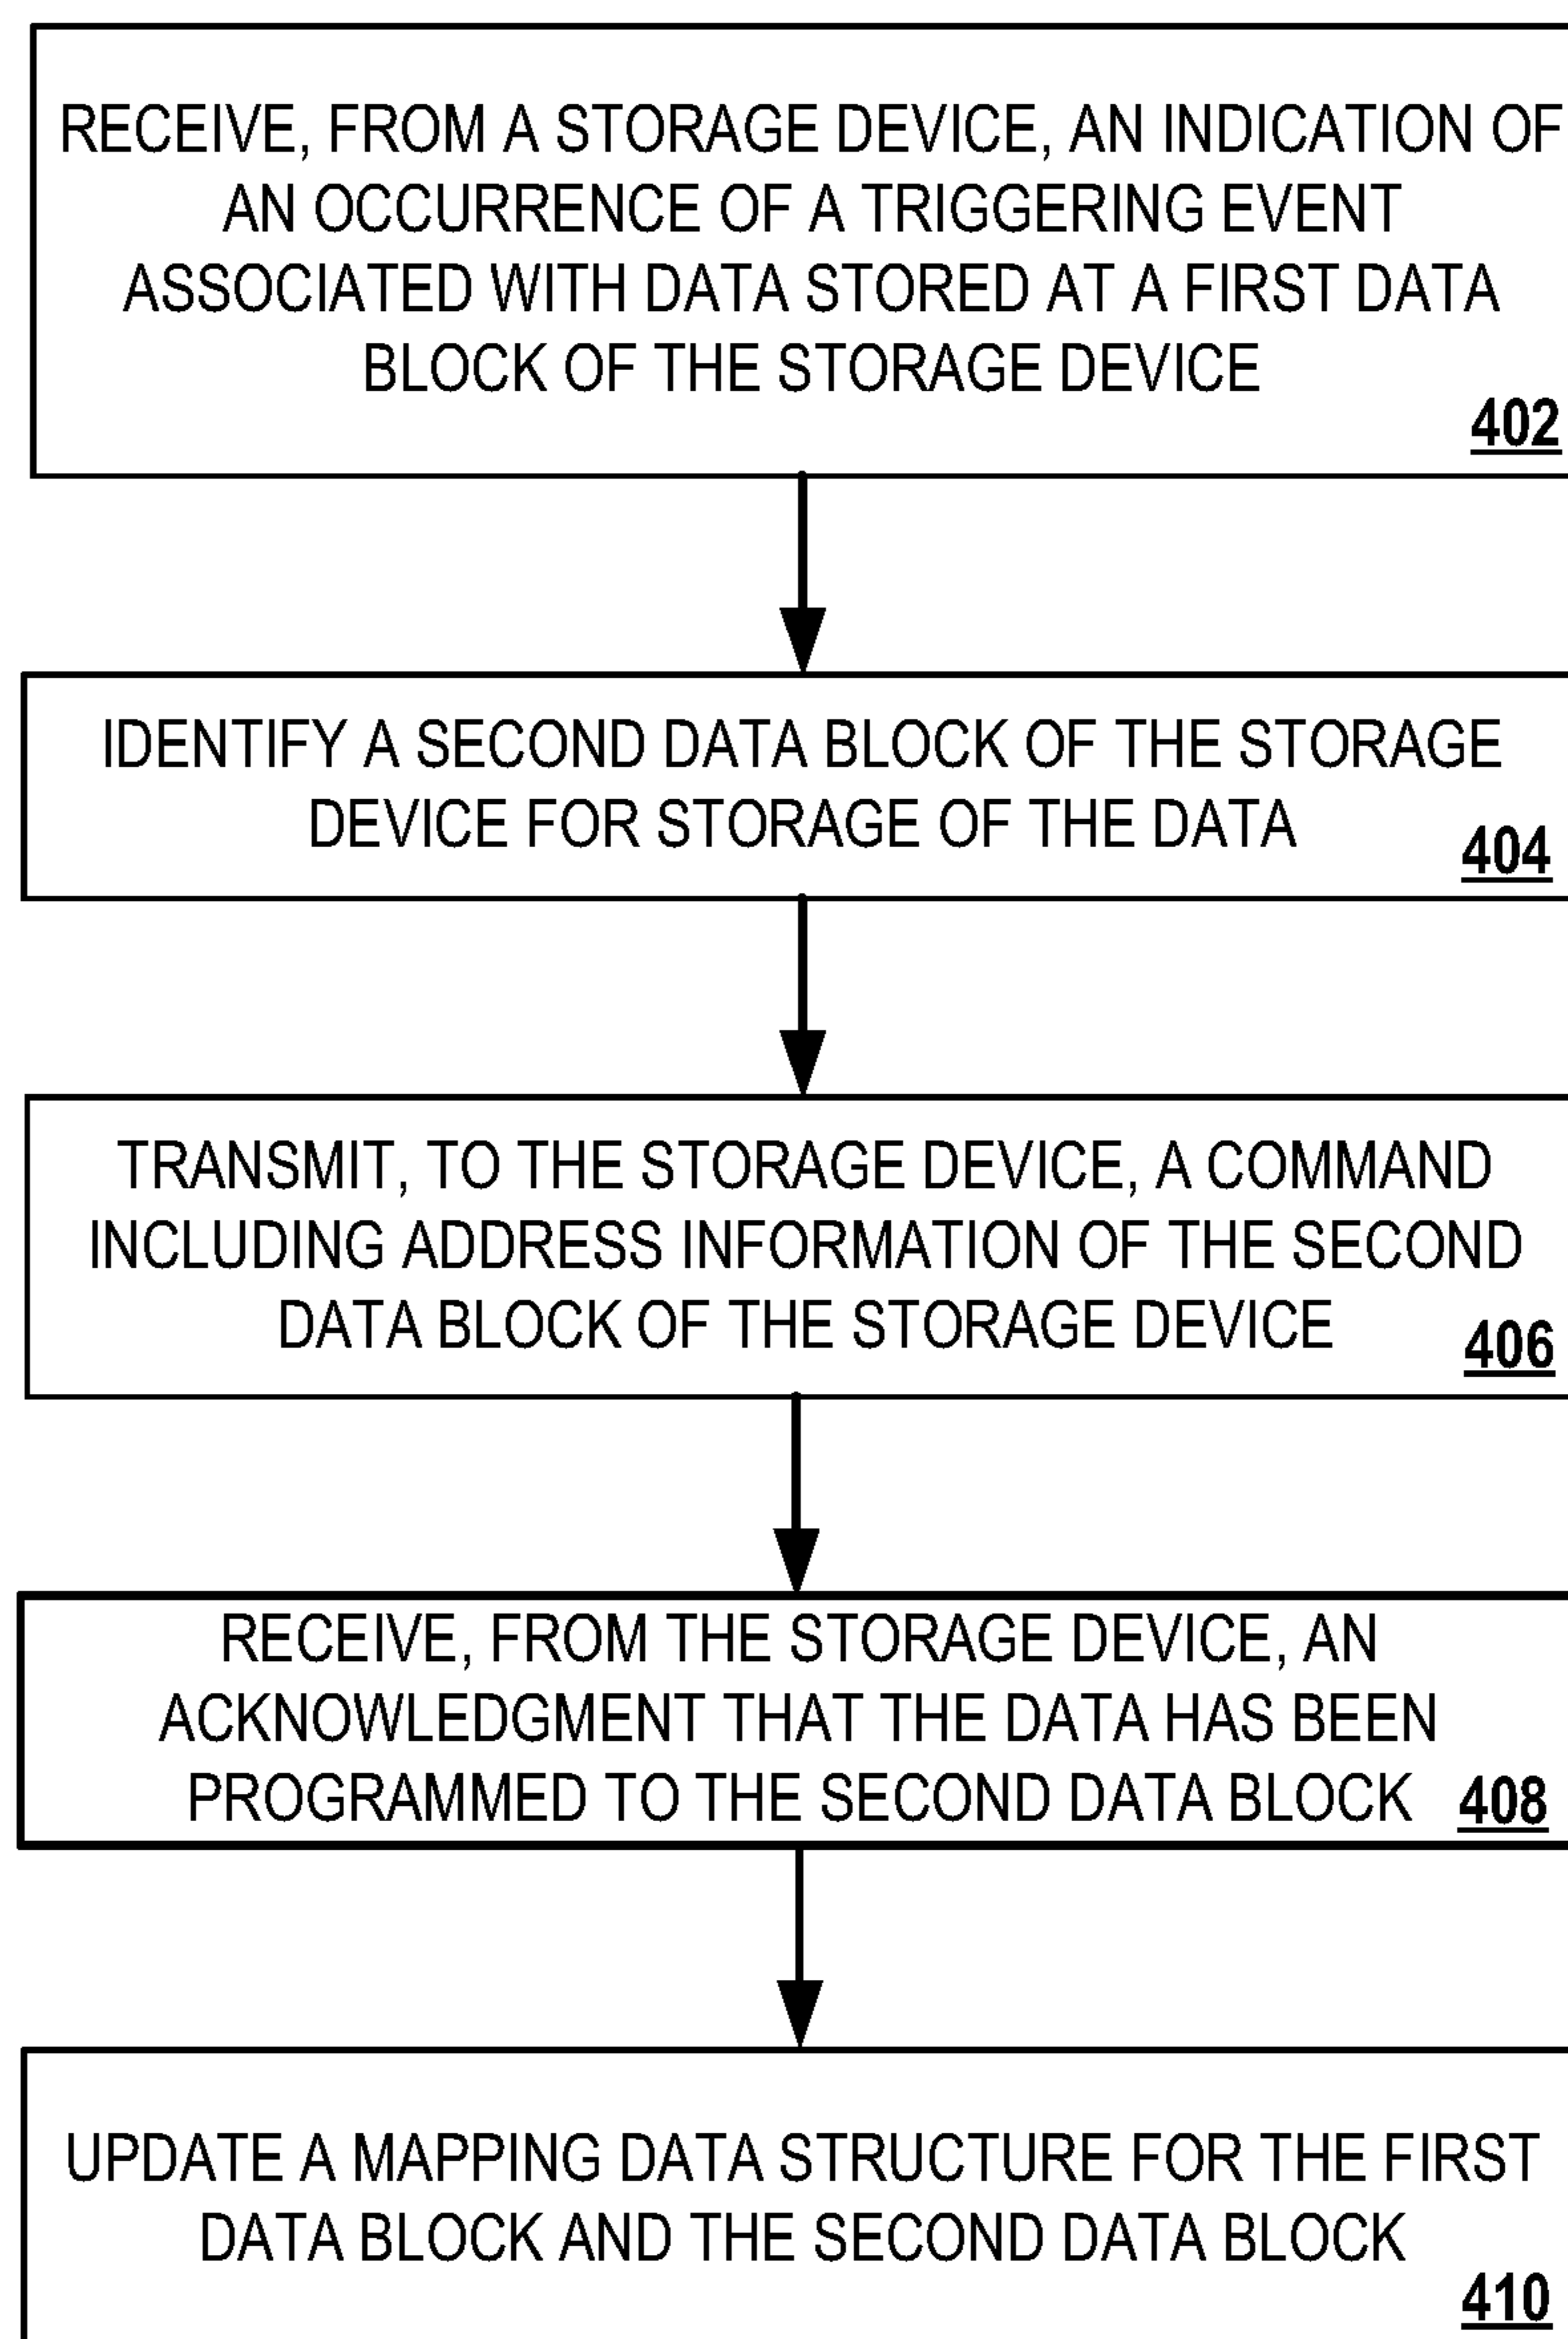 RECEIVE, FROM A STORAGE DEVICE, AN INDICATION OF
AN OCCURRENCE OF A TRIGGERING EVENT
ASSOCIATED WITH DATA STORED AT A FIRST DATA
BLOCK OF THE STORAGE DEVICE
402
IDENTIFY A SECOND DATA BLOCK OF THE STORAGE
DEVICE FOR STORAGE OF THE DATA
404
TRANSMIT, TO THE STORAGE DEVICE, A COMMAND
INCLUDING ADDRESS INFORMATION OF THE SECOND
DATA BLOCK OF THE STORAGE DEVICE
406
RECEIVE, FROM THE STORAGE DEVICE, AN
ACKNOWLEDGMENT THAT THE DATA HAS BEEN
PROGRAMMED TO THE SECOND DATA BLOCK
408
UPDATE A MAPPING DATA STRUCTURE FOR THE FIRST
DATA BLOCK AND THE SECOND DATA BLOCK
410